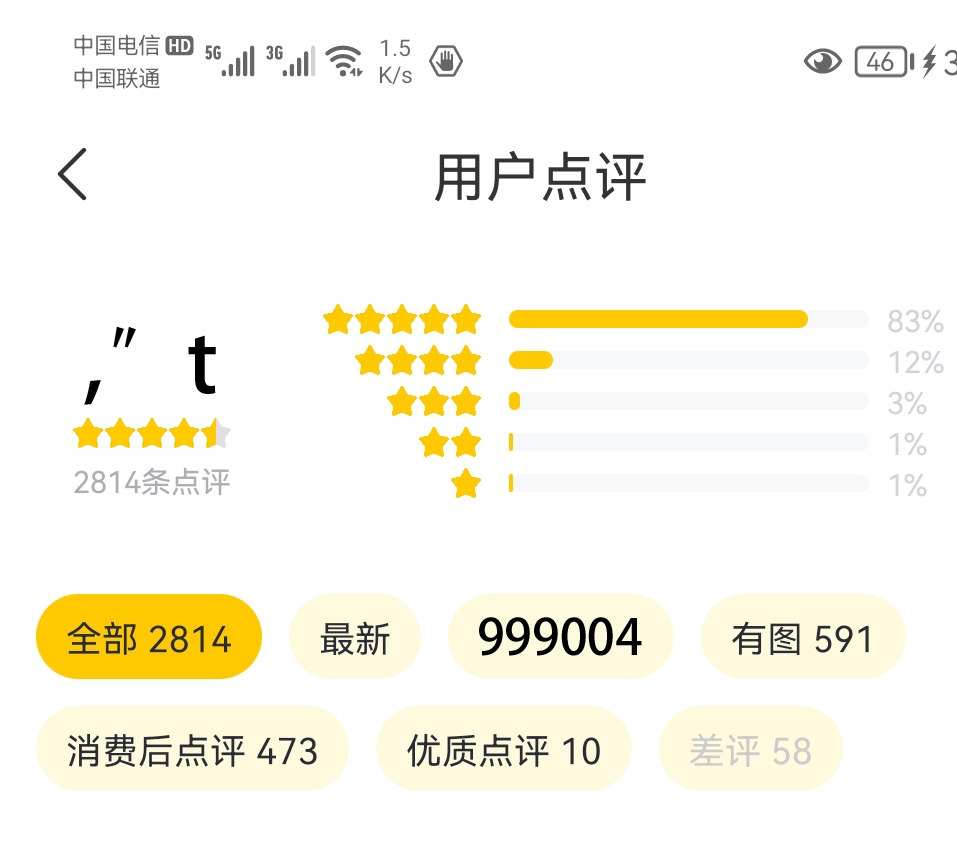 中国电信 HD 5G 3G 1.5 K/s 46 3
中国联通
用户点评
,″ t
83%
12%
3%
1%
1%
2814条点评
全部 2814 最新 999004 有图 591
消费后点评 473 优质点评 10 差评 58